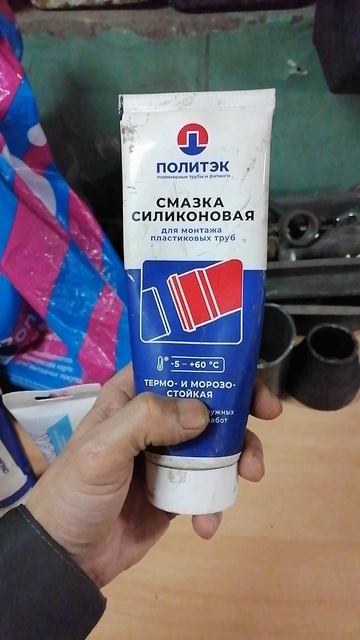 ПОЛИТЭК
полимерные трубы и фитинги
СМАЗКА
СИЛИКОНОВАЯ
для монтажа
пластиковых труб
-5 – +60 °C
ТЕРМО- И МОРОЗО-
СТОЙКАЯ